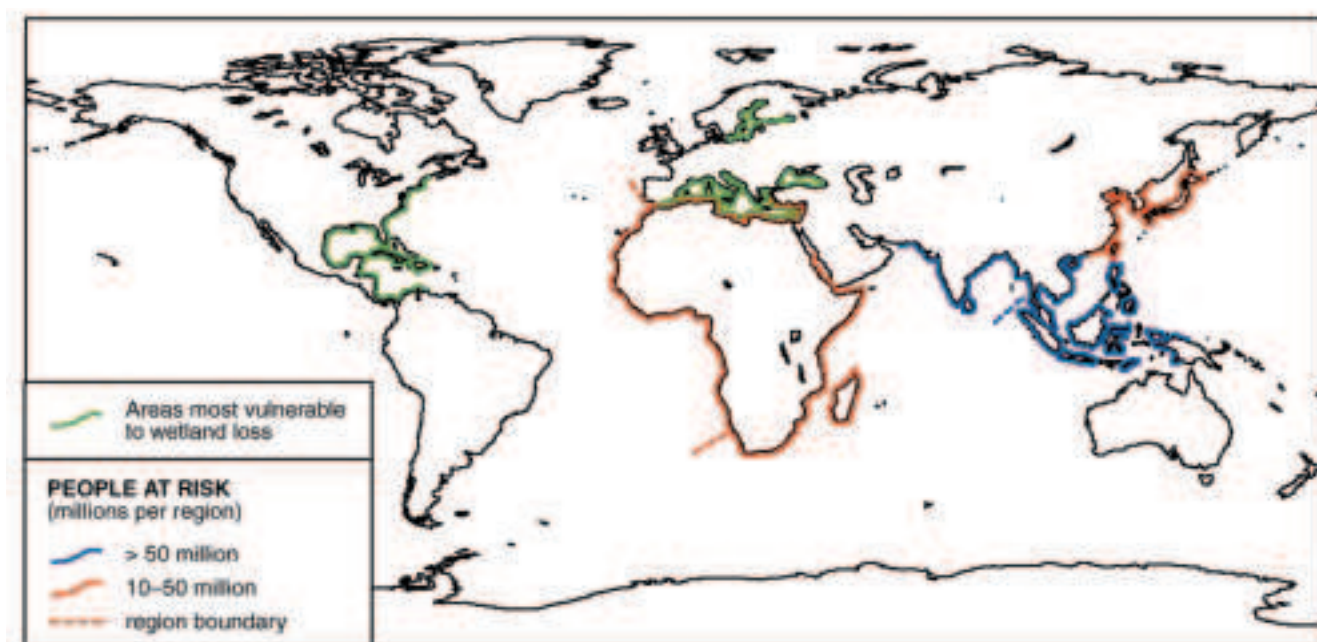 Areas most vulnerable
to wetland loss
PEOPLE AT RISK
(millions per region)
> 50 million
10–50 million
region boundary